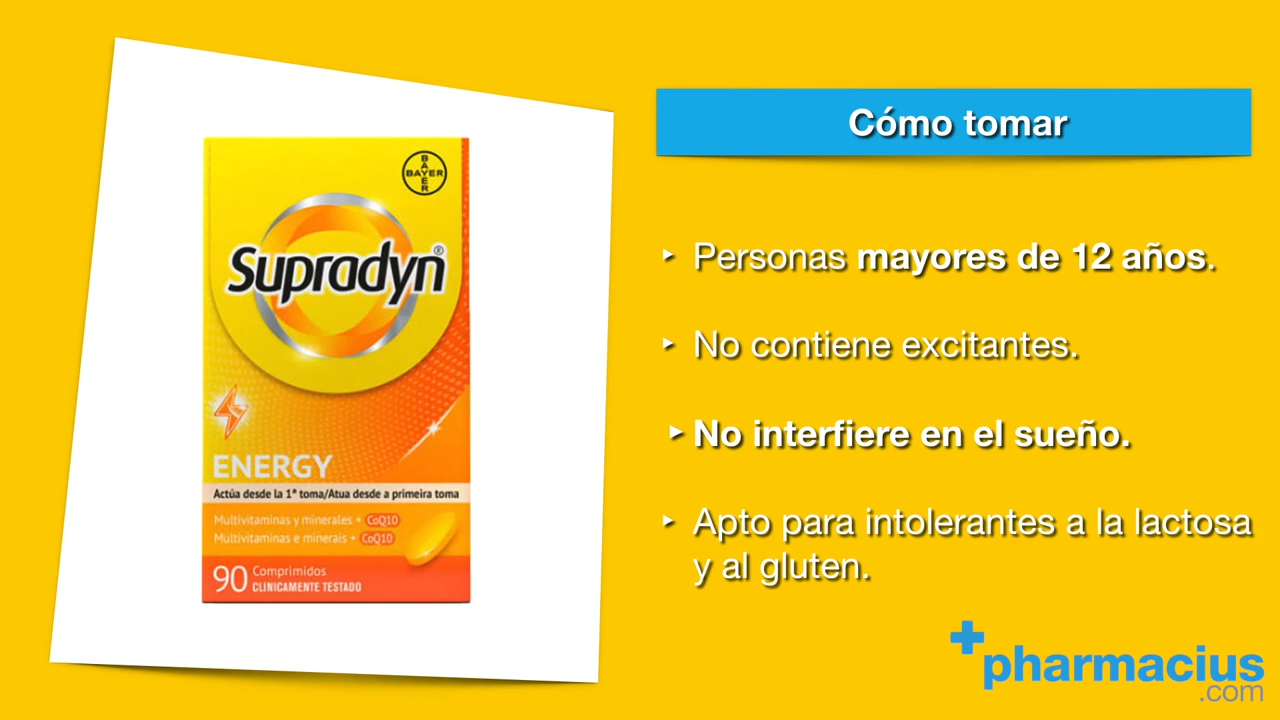 Cómo tomar
BAYER
BAYER
Supradyn®
ENERGY
Actúa desde la 1ª toma/Atua desde a primeira toma
Multivitaminas y minerales + CoQ10
Multivitaminas e minerais + CoQ10
90 Comprimidos
CLINICAMENTE TESTADO
‣ Personas mayores de 12 años.
‣ No contiene excitantes.
‣ No interfiere en el sueño.
‣ Apto para intolerantes a la lactosa
y al gluten.
+pharmacius
.com